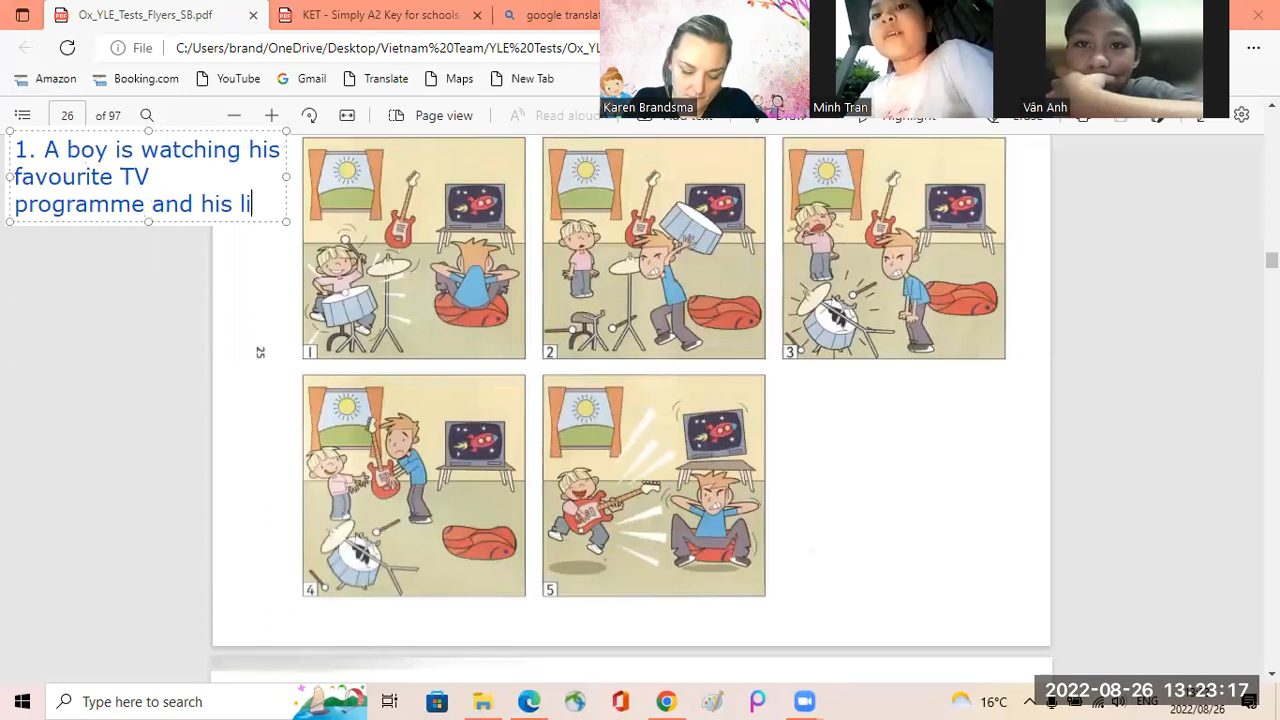 Ox_YLE_Tests_Flyers_SB.pdf
KET - Simply A2 Key for schools
google translat
File
C:/Users/brand/OneDrive/Desktop/Vietnam%20Team/YLE%20Tests/Ox_YL
Amazon
Booking.com
YouTube
Gmail
Translate
Maps
New Tab
Karen Brandsma
Minh Tran
Vân Anh
26 of 97
Page view
Read aloud
1. A boy is watching his
favourite TV
programme and his li
25
1
2
3
4
5
Type here to search
16°C
ENG
2022-08-26 13:23:17
2022/08/26